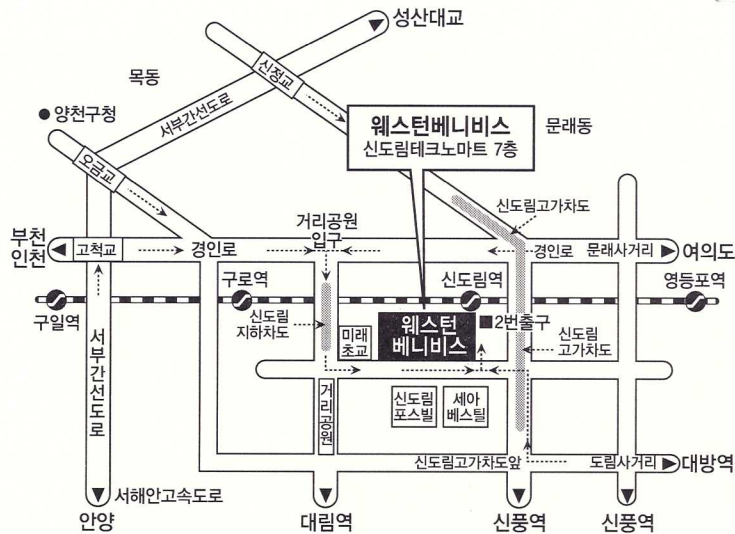 성산대교
목동
신정교
양천구청
서부간선도로
오금교
웨스턴베니비스
신도림테크노마트 7층
문래동
신도림고가차도
거리공원
입구
부천
인천
고척교
경인로
경인로
문래사거리
여의도
구로역
신도림역
영등포역
구일역
신도림
지하차도
미래
초교
웨스턴
베니비스
2번출구
신도림
고가차도
서부간선도로
거리공원
신도림
포스빌
세아
베스틸
신도림고가차도앞
도림사거리
대방역
서해안고속도로
안양
대림역
신풍역
신풍역